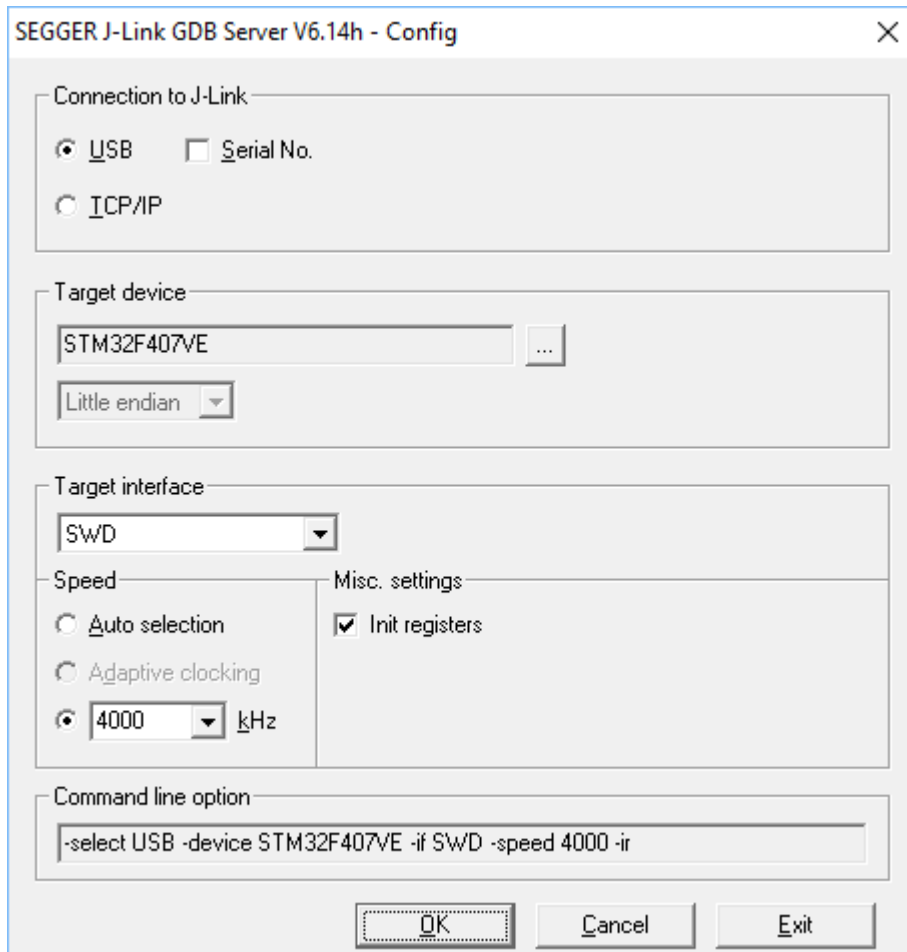 SEGGER J-Link GDB Server V6.14h - Config
Connection to J-Link
USB Serial No.
TCP/IP
Target device
STM32F407VE ...
Little endian
Target interface
SWD
Speed Misc. settings
Auto selection Init registers
Adaptive clocking
4000 kHz
Command line option
-select USB -device STM32F407VE -if SWD -speed 4000 -ir
OK Cancel Exit